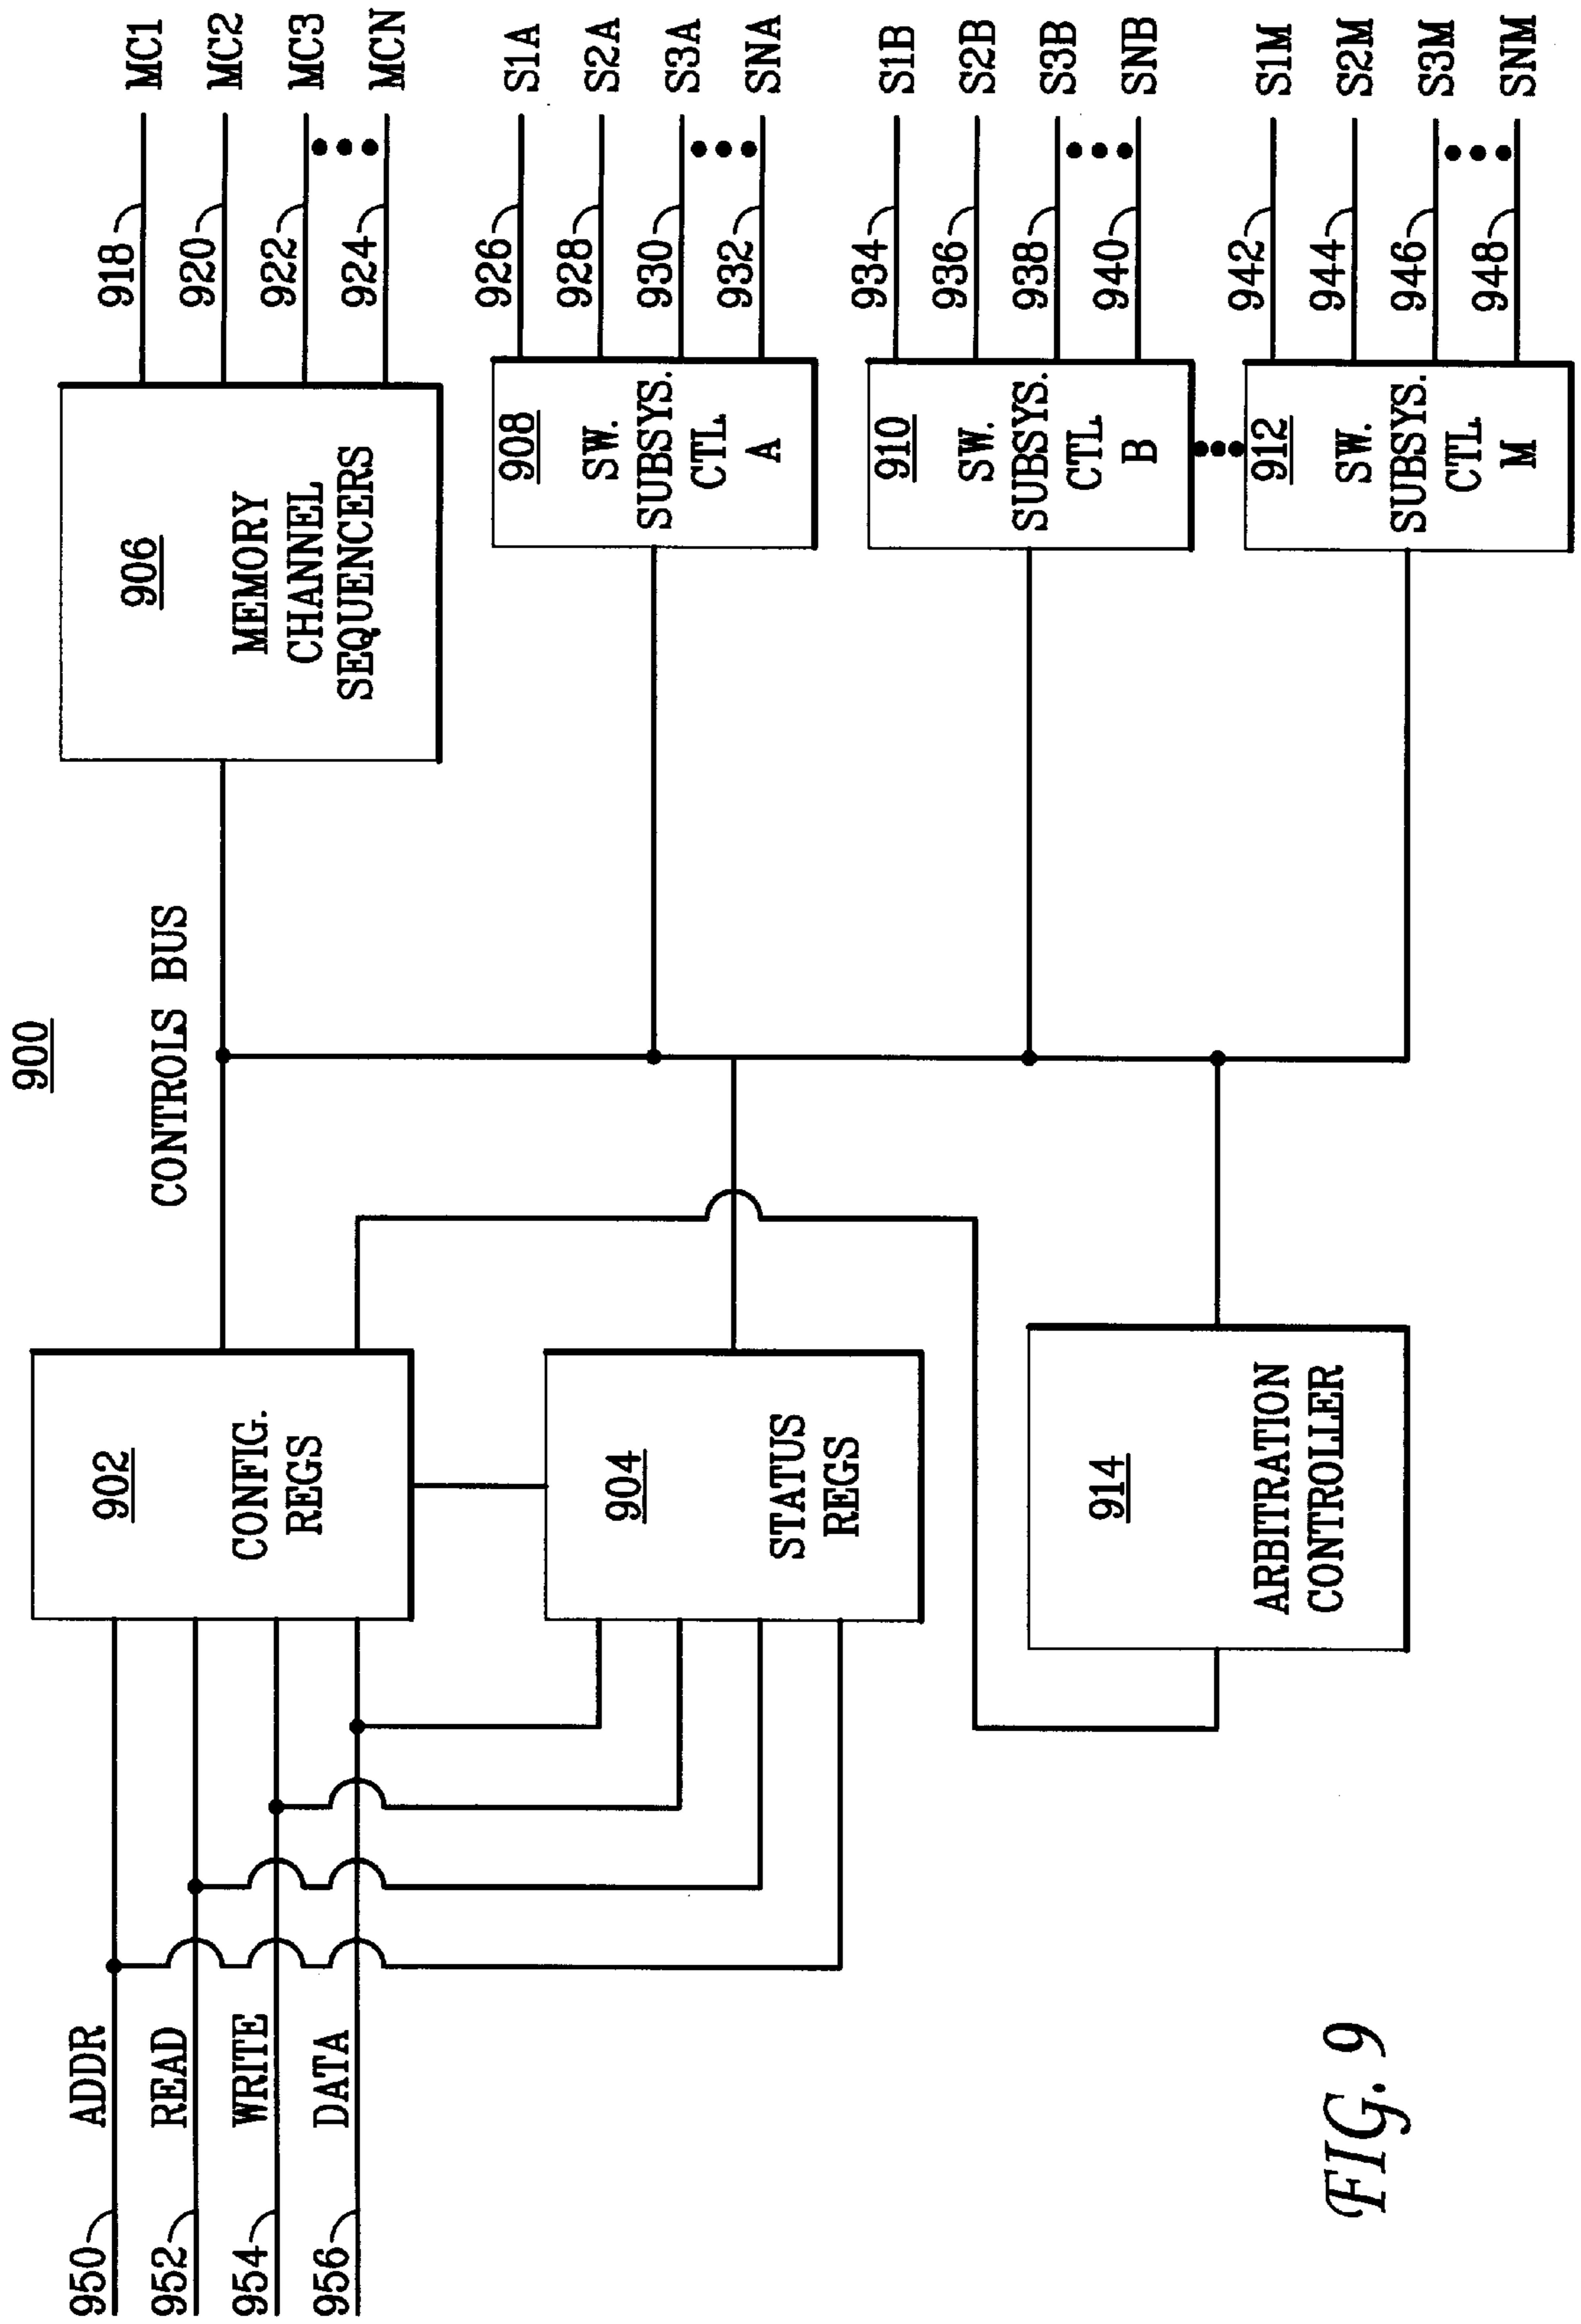 900
950
ADDR
952
READ
954
WRITE
956
DATA
902
CONFIG.
REGS
904
STATUS
REGS
914
ARBITRATION
CONTROLLER
CONTROLS BUS
906
MEMORY
CHANNEL
SEQUENCERS
918
MC1
920
MC2
922
MC3
924
MCN
908
SW.
SUBSYS.
CTL
A
926
S1A
928
S2A
930
S3A
932
SNA
910
SW.
SUBSYS.
CTL
B
934
S1B
936
S2B
938
S3B
940
SNB
912
SW.
SUBSYS.
CTL
M
942
S1M
944
S2M
946
S3M
948
SNM
FIG. 9